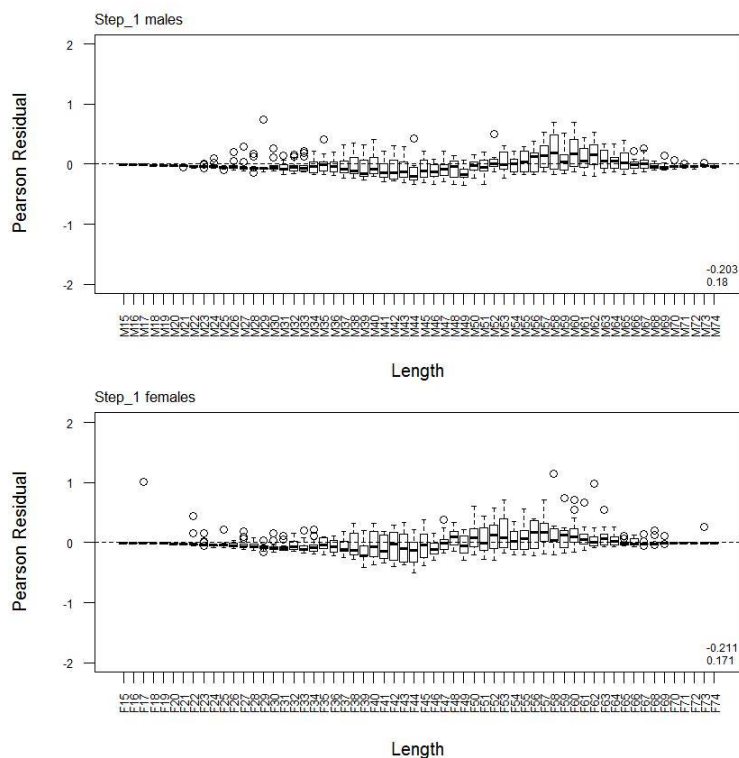 Step_1 males
2
1
0
-1
-2
Pearson Residual
-0.203
0.18
M15 M16 M17 M18 M19 M20 M21 M22 M23 M24 M25 M26 M27 M28 M29 M30 M31 M32 M33 M34 M35 M36 M37 M38 M39 M40 M41 M42 M43 M44 M45 M46 M47 M48 M49 M50 M51 M52 M53 M54 M55 M56 M57 M58 M59 M60 M61 M62 M63 M64 M65 M66 M67 M68 M69 M70 M71 M72 M73 M74
Length
Step_1 females
2
1
0
-1
-2
Pearson Residual
-0.211
0.171
F15 F16 F17 F18 F19 F20 F21 F22 F23 F24 F25 F26 F27 F28 F29 F30 F31 F32 F33 F34 F35 F36 F37 F38 F39 F40 F41 F42 F43 F44 F45 F46 F47 F48 F49 F50 F51 F52 F53 F54 F55 F56 F57 F58 F59 F60 F61 F62 F63 F64 F65 F66 F67 F68 F69 F70 F71 F72 F73 F74
Length